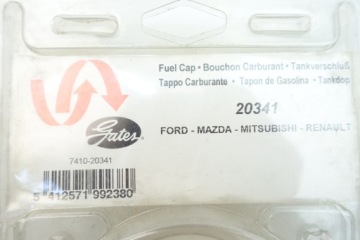 Fuel Cap • Bouchon Carburant • Tankverschluß
Tappo Carburante • Tapon de Gasolina • Tankdop
20341
Gates
FORD - MAZDA - MITSUBISHI - RENAULT
7410-20341
5 412571 992380